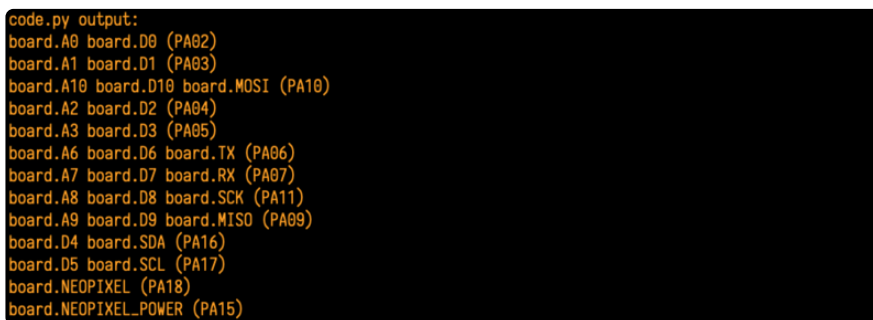 code.py output:
board.A0 board.D0 (PA02)
board.A1 board.D1 (PA03)
board.A10 board.D10 board.MOSI (PA10)
board.A2 board.D2 (PA04)
board.A3 board.D3 (PA05)
board.A6 board.D6 board.TX (PA06)
board.A7 board.D7 board.RX (PA07)
board.A8 board.D8 board.SCK (PA11)
board.A9 board.D9 board.MISO (PA09)
board.D4 board.SDA (PA16)
board.D5 board.SCL (PA17)
board.NEOPIXEL (PA18)
board.NEOPIXEL_POWER (PA15)